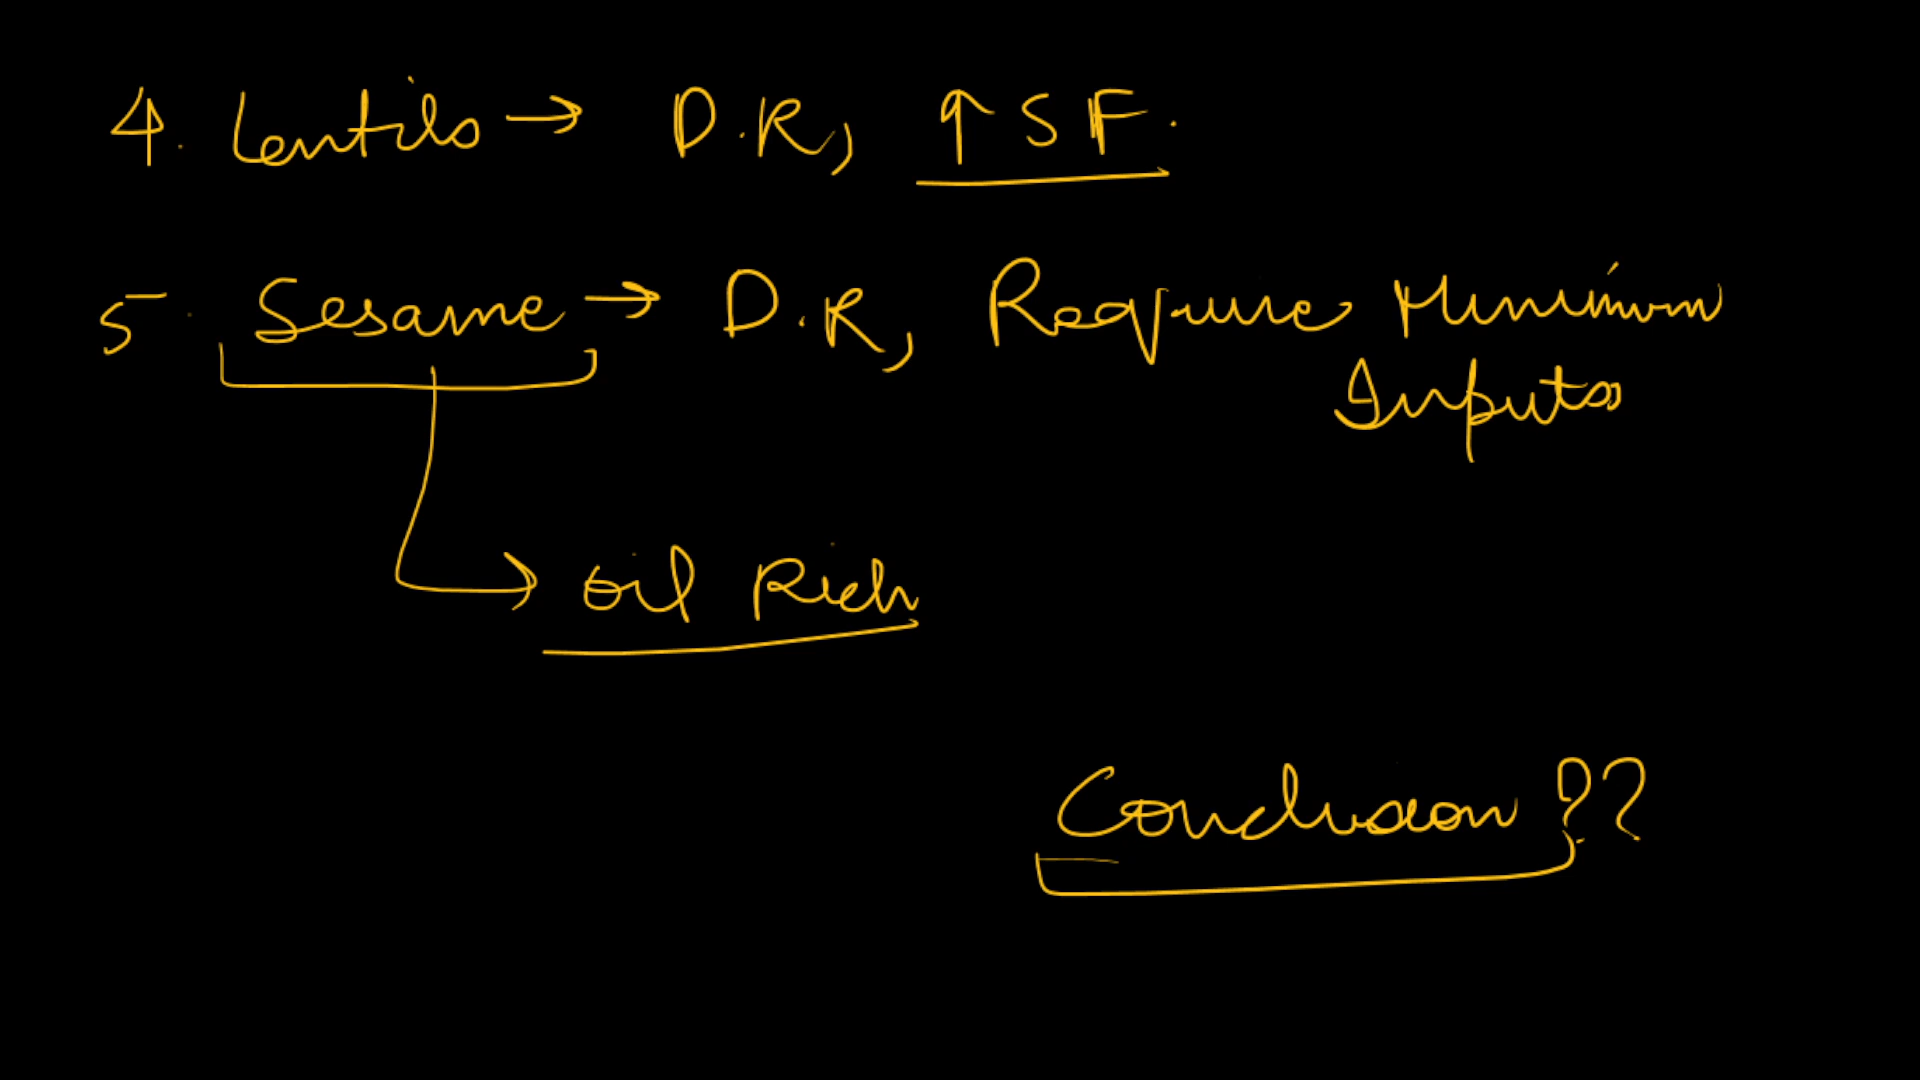 4. Lentils → D.R, ↑ SF.
5. Sesame → D.R, Require Minimum
Inputs
→ Oil Rich
Conclusion ??